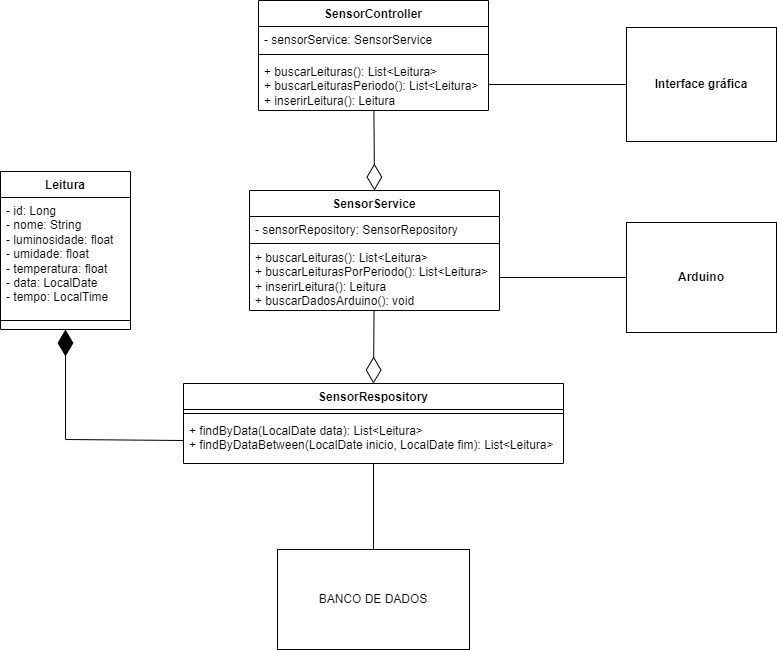 SensorController
- sensorService: SensorService
+ buscarLeituras(): List<Leitura>
+ buscarLeiturasPeriodo(): List<Leitura>
+ inserirLeitura(): Leitura
Interface gráfica
Leitura
- id: Long
- nome: String
- luminosidade: float
- umidade: float
- temperatura: float
- data: LocalDate
- tempo: LocalTime
SensorService
- sensorRepository: SensorRepository
+ buscarLeituras(): List<Leitura>
+ buscarLeiturasPorPeriodo(): List<Leitura>
+ inserirLeitura(): Leitura
+ buscarDadosArduino(): void
Arduino
SensorRespository
+ findByData(LocalDate data): List<Leitura>
+ findByDataBetween(LocalDate inicio, LocalDate fim): List<Leitura>
BANCO DE DADOS